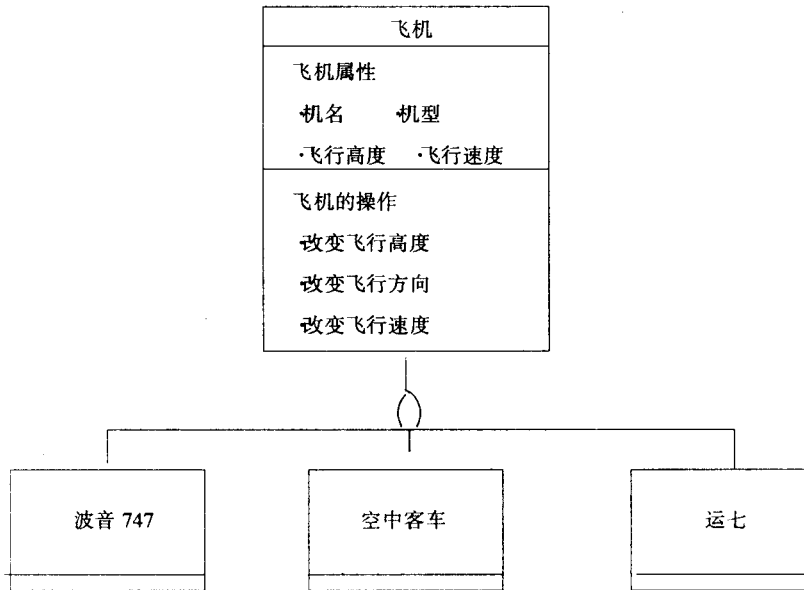 飞机
飞机属性
·机名 ·机型
·飞行高度 ·飞行速度
飞机的操作
·改变飞行高度
·改变飞行方向
·改变飞行速度
波音 747 空中客车 运七